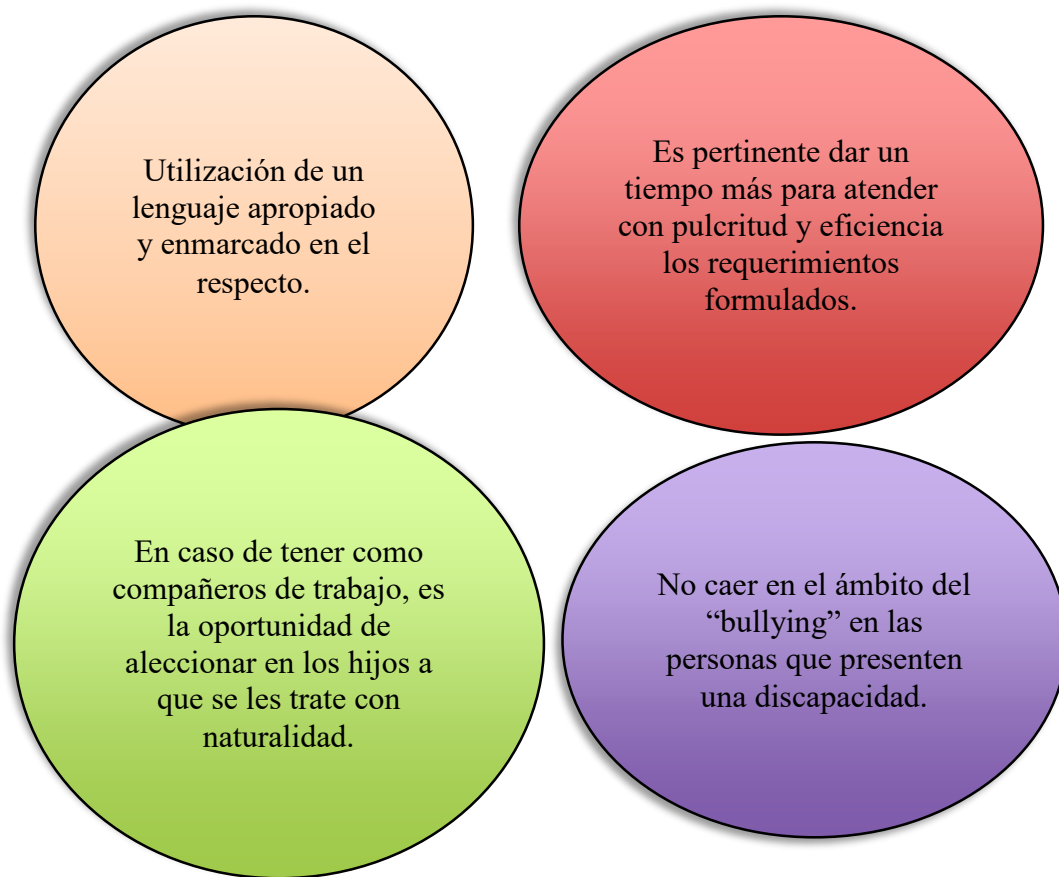 Utilización de un
lenguaje apropiado
y enmarcado en el
respecto.
Es pertinente dar un
tiempo más para atender
con pulcritud y eficiencia
los requerimientos
formulados.
En caso de tener como
compañeros de trabajo, es
la oportunidad de
aleccionar en los hijos a
que se les trate con
naturalidad.
No caer en el ámbito del
“bullying” en las
personas que presenten
una discapacidad.